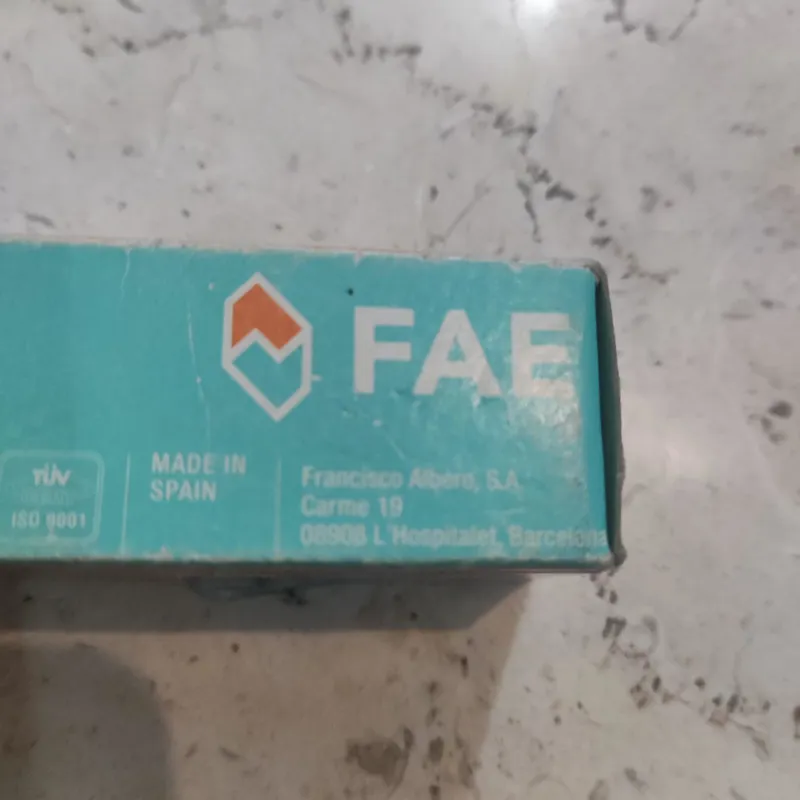 FAE
TÜV
ISO 9001
MADE IN
SPAIN
Francisco Albero, S.A.
Carme 19
08908 L'Hospitalet, Barcelona